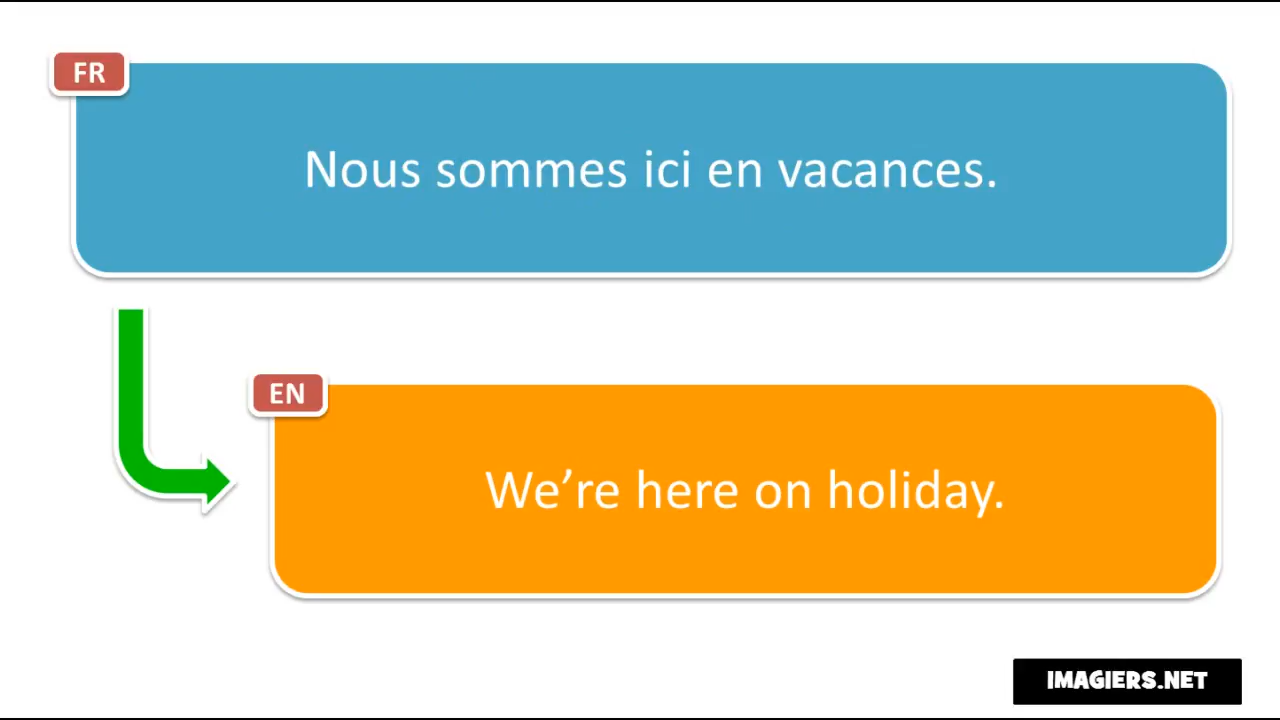 FR
Nous sommes ici en vacances.
EN
We’re here on holiday.
IMAGIERS.NET